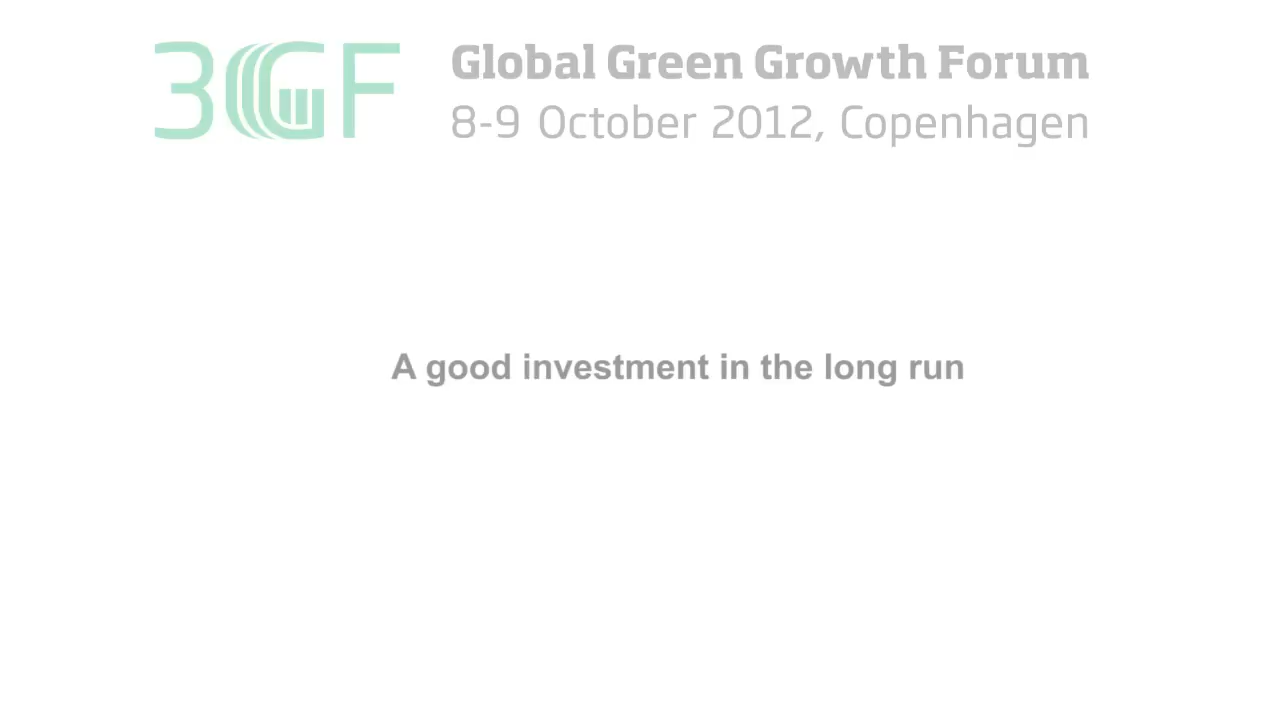 3GF
Global Green Growth Forum
8-9 October 2012, Copenhagen
A good investment in the long run